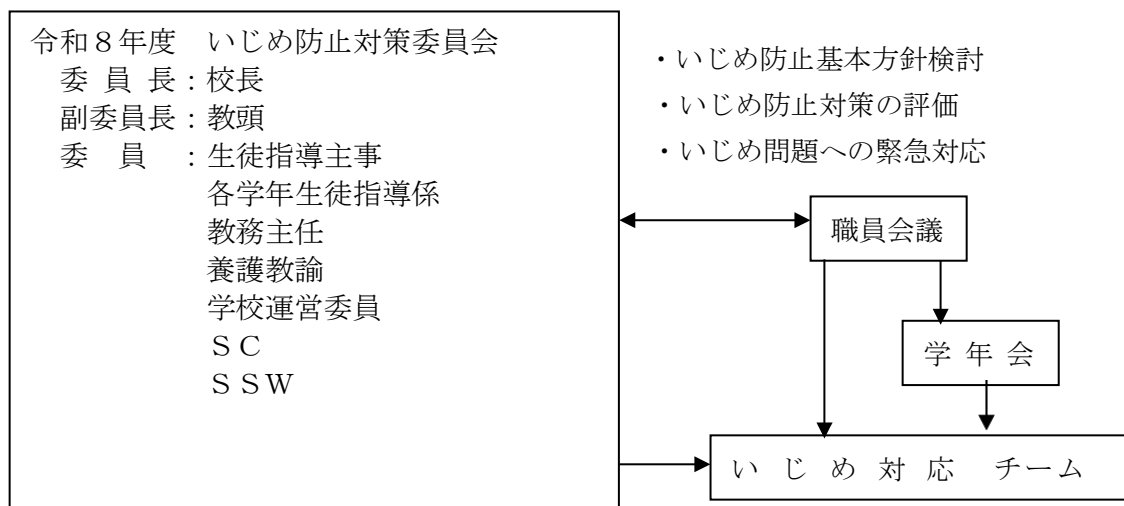 令和８年度　いじめ防止対策委員会
委 員 長：校長
副委員長：教頭
委　員　：生徒指導主事
各学年生徒指導係
教務主任
養護教諭
学校運営委員
ＳＣ
ＳＳＷ
・いじめ防止基本方針検討
・いじめ防止対策の評価
・いじめ問題への緊急対応
職員会議
学 年 会
い じ め 対 応　チーム